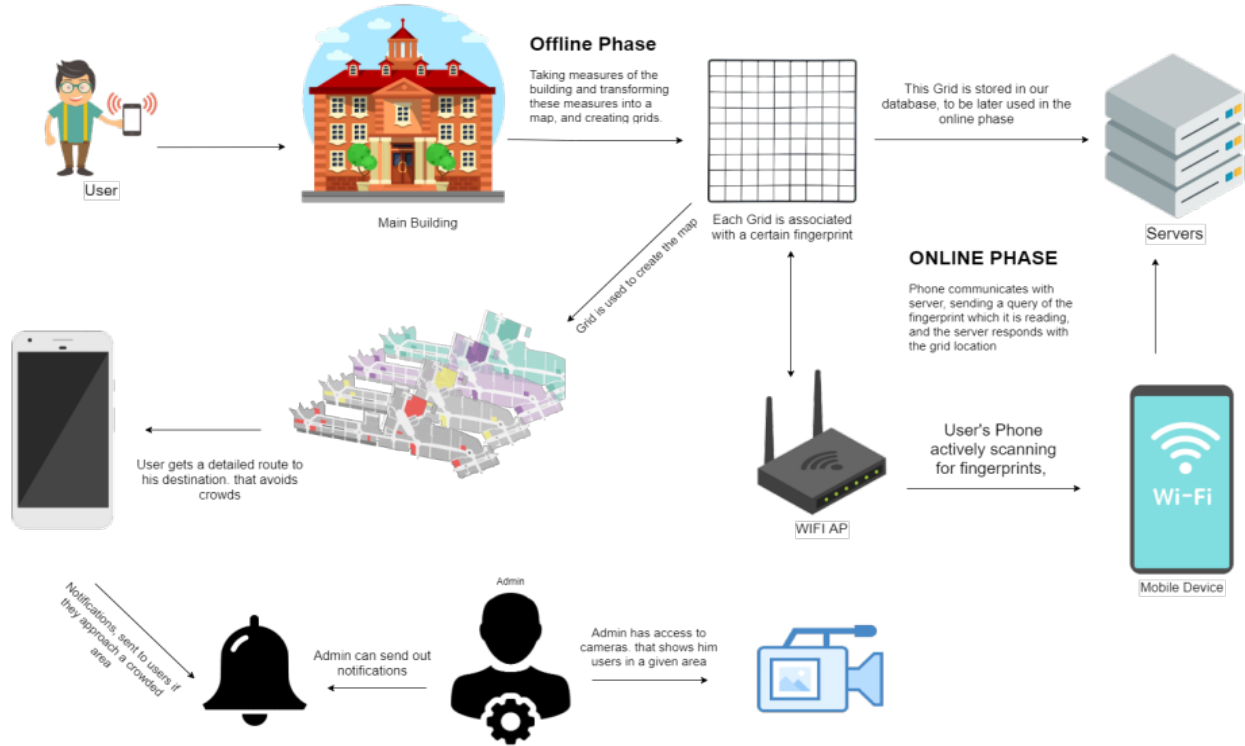 User
Main Building
Offline Phase
Taking measures of the
building and transforming
these measures into a
map, and creating grids.
Each Grid is associated
with a certain fingerprint
This Grid is stored in our
database, to be later used in the
online phase
Servers
ONLINE PHASE
Phone communicates with
server, sending a query of the
fingerprint which it is reading,
and the server responds with
the grid location
Grid is used to create the map
User gets a detailed route to
his destination. that avoids
crowds
WIFI AP
User's Phone
actively scanning
for fingerprints,
Wi-Fi
Mobile Device
Notifications, sent to users if
they approach a crowded
area
Admin can send out
notifications
Admin
Admin has access to
cameras. that shows him
users in a given area